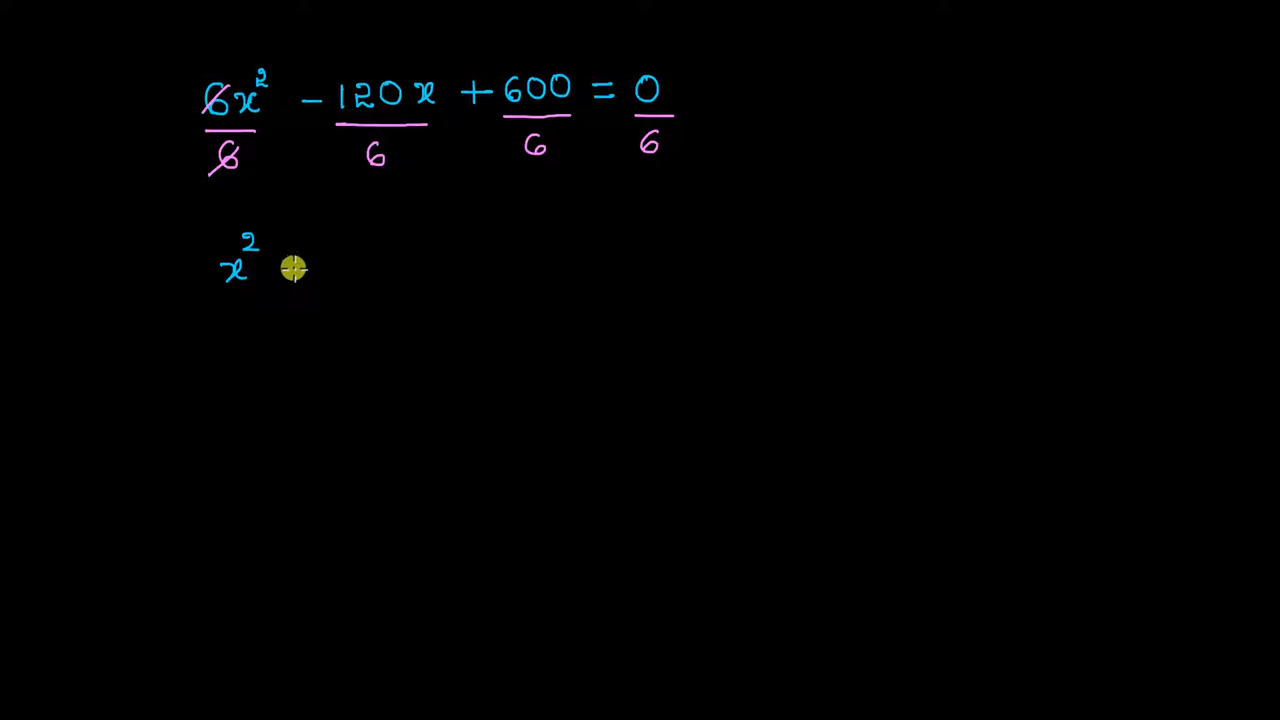 6x² - 120x + 600 = 0
6 6 6 6
x²